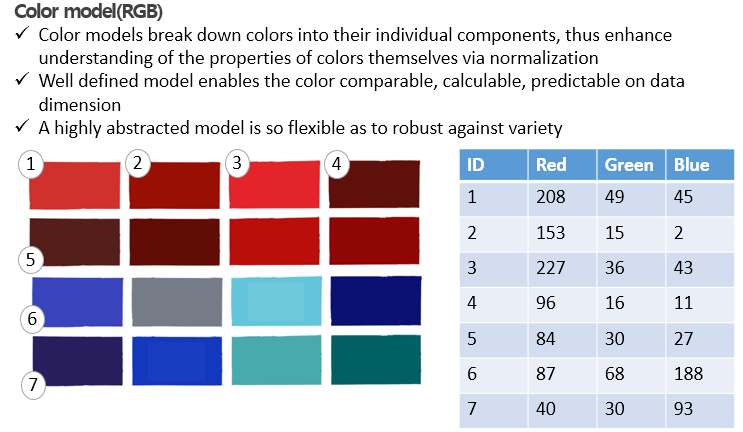 Color model(RGB)
✓ Color models break down colors into their individual components, thus enhance
understanding of the properties of colors themselves via normalization
✓ Well defined model enables the color comparable, calculable, predictable on data
dimension
✓ A highly abstracted model is so flexible as to robust against variety
1 2 3 4
5
6
7
ID Red Green Blue
1 208 49 45
2 153 15 2
3 227 36 43
4 96 16 11
5 84 30 27
6 87 68 188
7 40 30 93